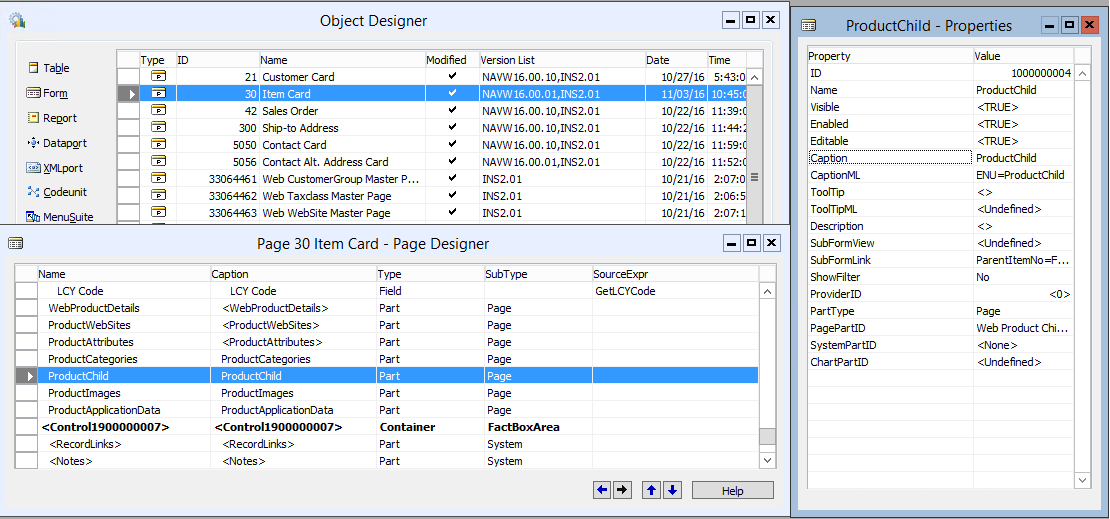 Object Designer
Type ID Name Modified Version List Date Time
Table
Form
Report
Dataport
XMLport
Codeunit
MenuSuite
21 Customer Card NAVW16.00.10,INS2.01 10/27/16 5:43:0
30 Item Card NAVW16.00.01,INS2.01 11/03/16 10:45:0
42 Sales Order NAVW16.00.10,INS2.01 10/22/16 11:39:0
300 Ship-to Address NAVW16.00.10,INS2.01 10/22/16 11:44:2
5050 Contact Card NAVW16.00.10,INS2.01 10/22/16 11:59:0
5056 Contact Alt. Address Card NAVW16.00.01,INS2.01 10/22/16 11:52:0
33064461 Web CustomerGroup Master P... INS2.01 10/21/16 2:07:0
33064462 Web Taxclass Master Page INS2.01 10/21/16 2:06:5
33064463 Web WebSite Master Page INS2.01 10/21/16 2:07:1
Page 30 Item Card - Page Designer
Name Caption Type SubType SourceExpr
LCY Code LCY Code Field GetLCYCode
WebProductDetails <WebProductDetails> Part Page
ProductWebSites <ProductWebSites> Part Page
ProductAttributes <ProductAttributes> Part Page
ProductCategories ProductCategories Part Page
ProductChild ProductChild Part Page
ProductImages ProductImages Part Page
ProductApplicationData ProductApplicationData Part Page
<Control1900000007> <Control1900000007> Container FactBoxArea
<RecordLinks> <RecordLinks> Part System
<Notes> <Notes> Part System
Help
ProductChild - Properties
Property Value
ID 1000000004
Name ProductChild
Visible <TRUE>
Enabled <TRUE>
Editable <TRUE>
Caption ProductChild
CaptionML ENU=ProductChild
ToolTip <>
ToolTipML <Undefined>
Description <>
SubFormView <Undefined>
SubFormLink ParentItemNo=F...
ShowFilter No
ProviderID <0>
PartType Page
PagePartID Web Product Chi...
SystemPartID <None>
ChartPartID <Undefined>